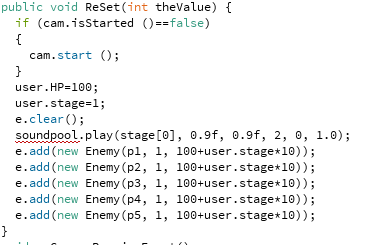 public void ReSet(int theValue) {
  if (cam.isStarted ()==false)
  {
    cam.start ();
  }
  user.HP=100;
  user.stage=1;
  e.clear();
  soundpool.play(stage[0], 0.9f, 0.9f, 2, 0, 1.0);
  e.add(new Enemy(p1, 1, 100+user.stage*10));
  e.add(new Enemy(p2, 1, 100+user.stage*10));
  e.add(new Enemy(p3, 1, 100+user.stage*10));
  e.add(new Enemy(p4, 1, 100+user.stage*10));
  e.add(new Enemy(p5, 1, 100+user.stage*10));
}